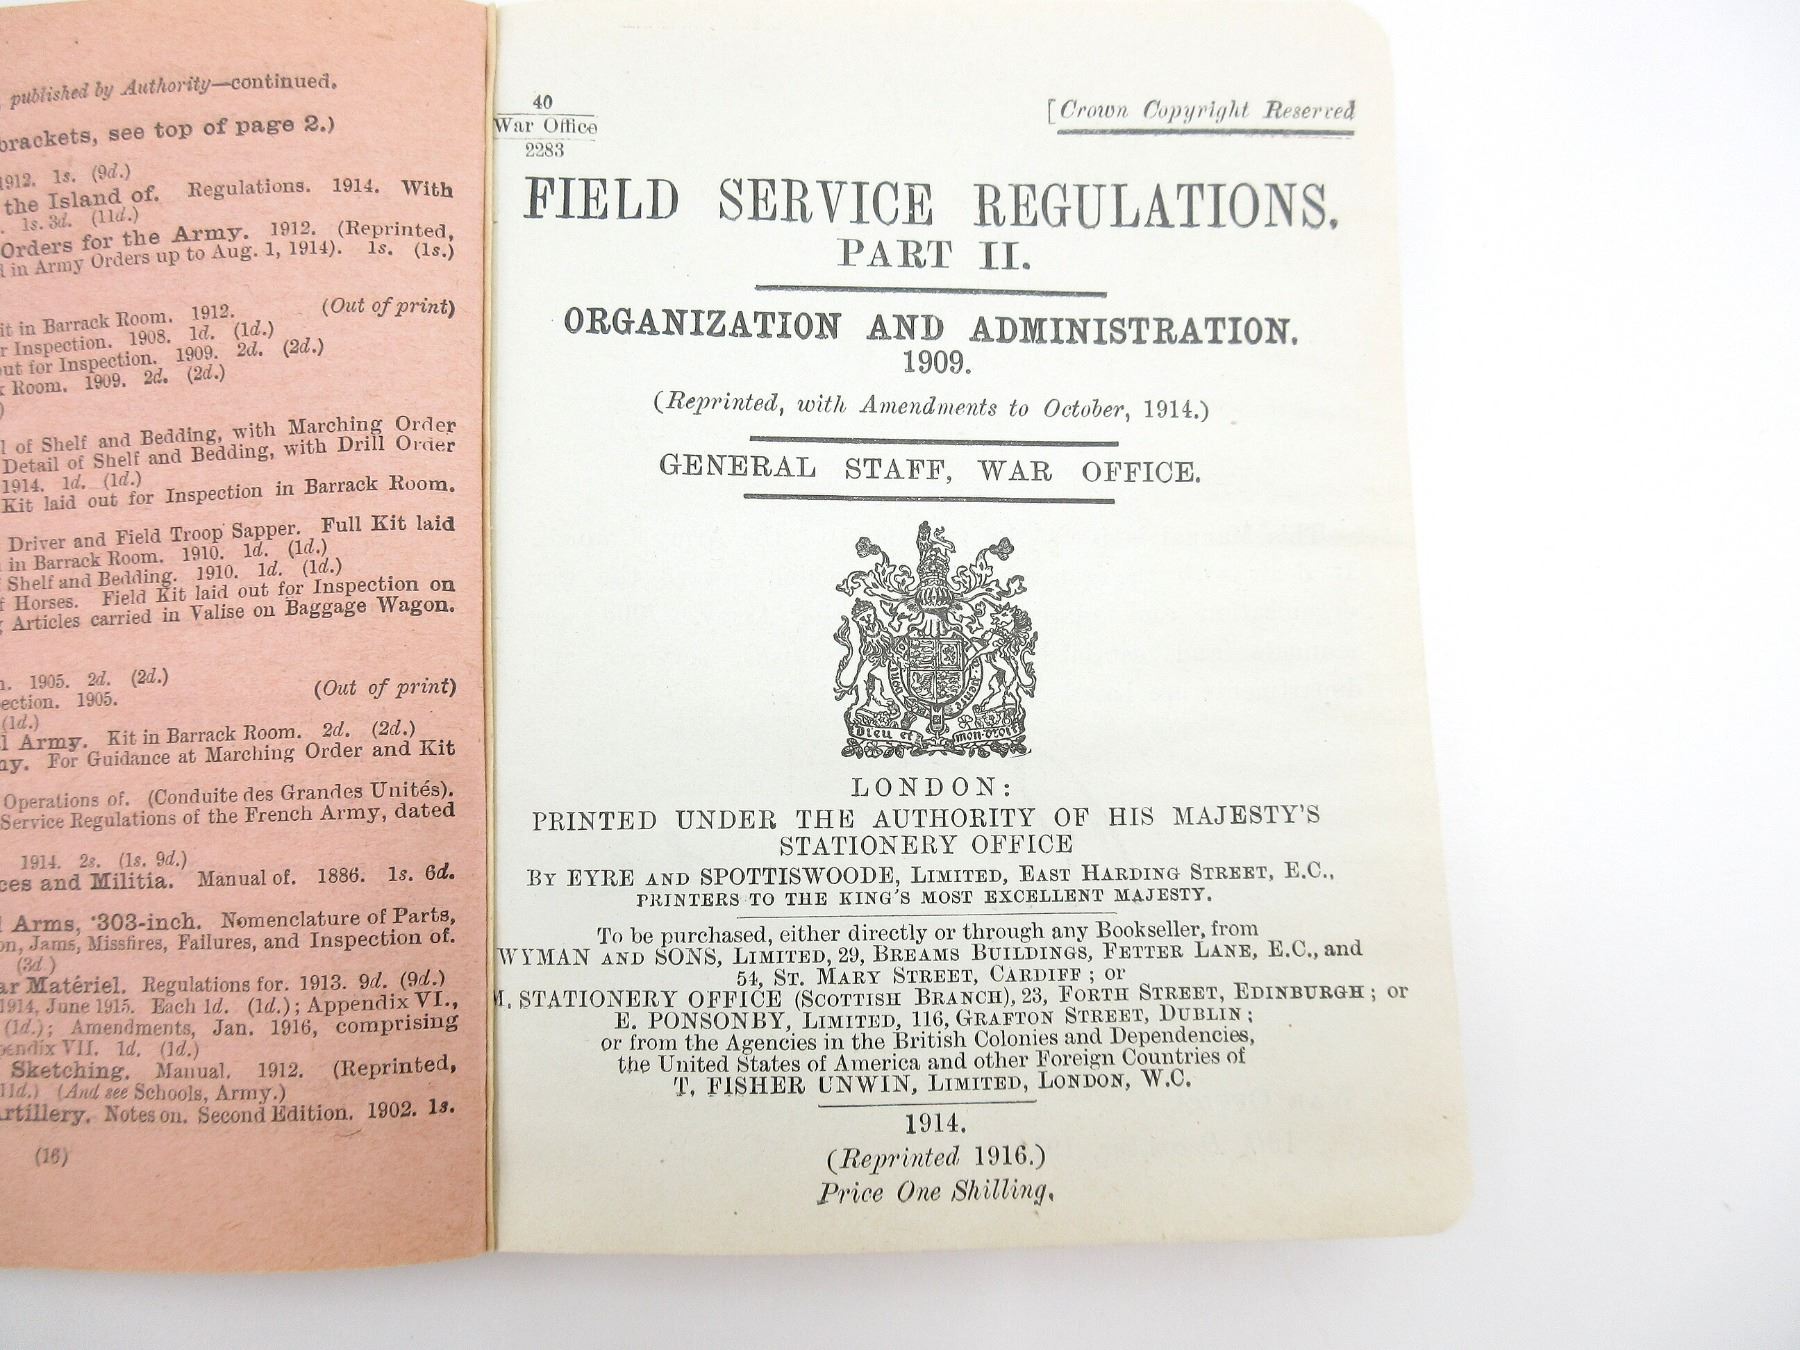 published by Authority—continued.
brackets, see top of page 2.)
1912. 1s. (9d.)
the Island of. Regulations. 1914. With
1s. 3d. (11d.)
Orders for the Army. 1912. (Reprinted,
in Army Orders up to Aug. 1, 1914). 1s. (1s.)
(Out of print)
it in Barrack Room. 1912.
r Inspection. 1908. 1d. (1d.)
out for Inspection. 1909. 2d. (2d.)
Room. 1909. 2d. (2d.)
)
l of Shelf and Bedding, with Marching Order
Detail of Shelf and Bedding, with Drill Order
1914. 1d. (1d.)
Kit laid out for Inspection in Barrack Room.
Driver and Field Troop Sapper. Full Kit laid
in Barrack Room. 1910. 1d. (1d.)
Shelf and Bedding. 1910. 1d. (1d.)
f Horses. Field Kit laid out for Inspection on
Articles carried in Valise on Baggage Wagon.
1905. 2d. (2d.)
ection. 1905. (Out of print)
(1d.)
l Army. Kit in Barrack Room. 2d. (2d.)
my. For Guidance at Marching Order and Kit
Operations of. (Conduite des Grandes Unités).
Service Regulations of the French Army, dated
1914. 2s. (1s. 9d.)
ces and Militia. Manual of. 1886. 1s. 6d.
Arms, ·303-inch. Nomenclature of Parts,
on, Jams, Missfires, Failures, and Inspection of.
(3d.)
ar Matériel. Regulations for. 1913. 9d. (9d.)
1914, June 1915. Each 1d. (1d.); Appendix VI.,
(1d.); Amendments, Jan. 1916, comprising
pendix VII. 1d. (1d.)
Sketching. Manual. 1912. (Reprinted,
11d.) (And see Schools, Army.)
Artillery. Notes on. Second Edition. 1902. 1s.
(16)
40
War Office
2283
[Crown Copyright Reserved
FIELD SERVICE REGULATIONS.
PART II.
ORGANIZATION AND ADMINISTRATION.
1909.
(Reprinted, with Amendments to October, 1914.)
GENERAL STAFF, WAR OFFICE.
Dieu et mon droit
LONDON:
PRINTED UNDER THE AUTHORITY OF HIS MAJESTY'S
STATIONERY OFFICE
By EYRE AND SPOTTISWOODE, LIMITED, EAST HARDING STREET, E.C.,
PRINTERS TO THE KING'S MOST EXCELLENT MAJESTY.
To be purchased, either directly or through any Bookseller, from
WYMAN AND SONS, LIMITED, 29, BREAMS BUILDINGS, FETTER LANE, E.C., and
54, ST. MARY STREET, CARDIFF; or
M. STATIONERY OFFICE (SCOTTISH BRANCH), 23, FORTH STREET, EDINBURGH; or
E. PONSONBY, LIMITED, 116, GRAFTON STREET, DUBLIN;
or from the Agencies in the British Colonies and Dependencies,
the United States of America and other Foreign Countries of
T. FISHER UNWIN, LIMITED, LONDON, W.C.
1914.
(Reprinted 1916.)
Price One Shilling.